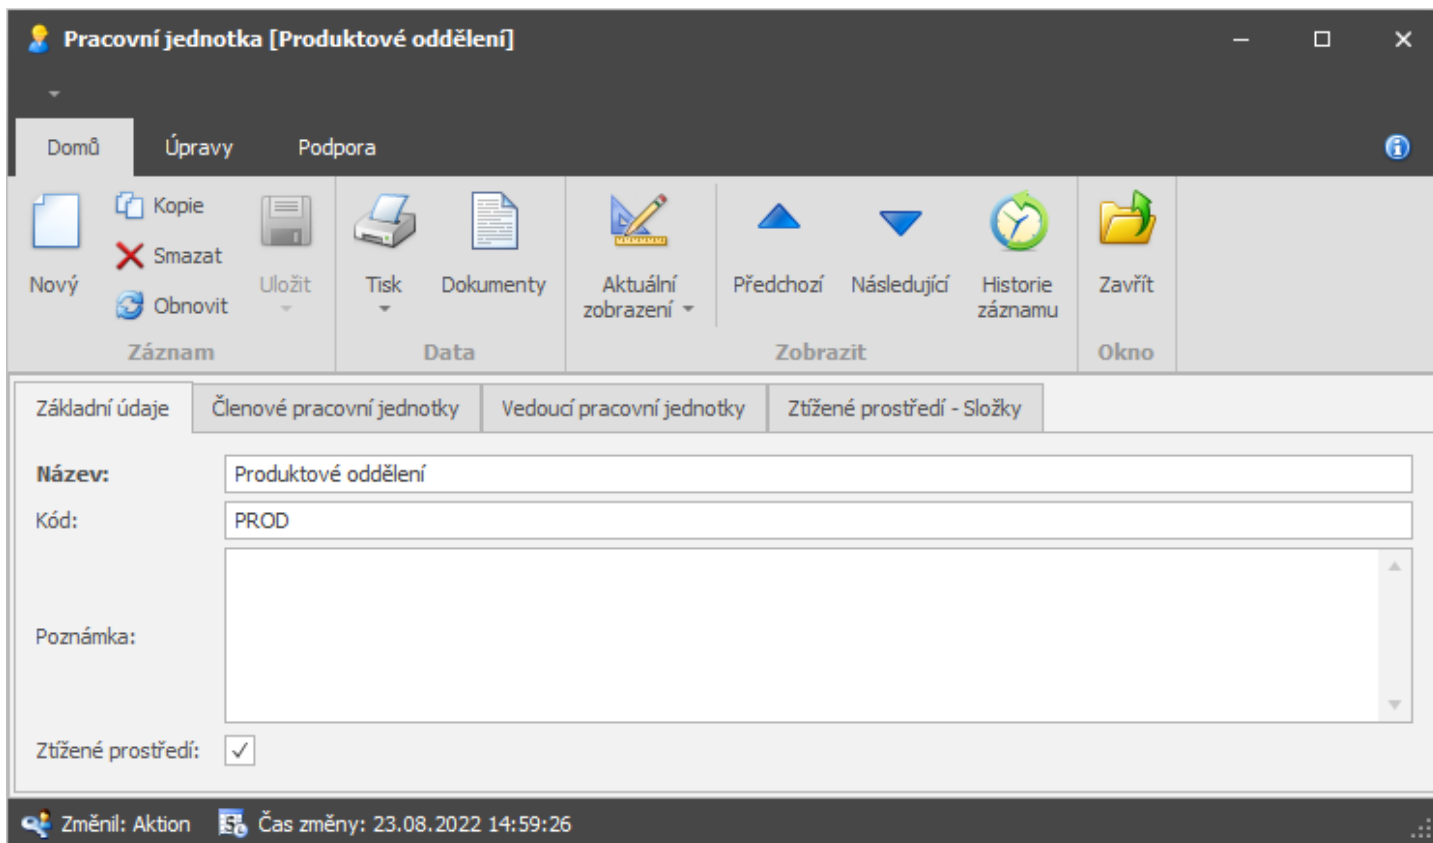 Pracovní jednotka [Produktové oddělení]
Domů Úpravy Podpora
Nový
Kopie
Smazat
Obnovit
Uložit
Tisk
Dokumenty
Aktuální
zobrazení
Předchozí
Následující
Historie
záznamu
Zavřít
Záznam Data Zobrazit Okno
Základní údaje Členové pracovní jednotky Vedoucí pracovní jednotky Ztížené prostředí - Složky
Název: Produktové oddělení
Kód: PROD
Poznámka:
Ztížené prostředí:
Změnil: Aktion Čas změny: 23.08.2022 14:59:26